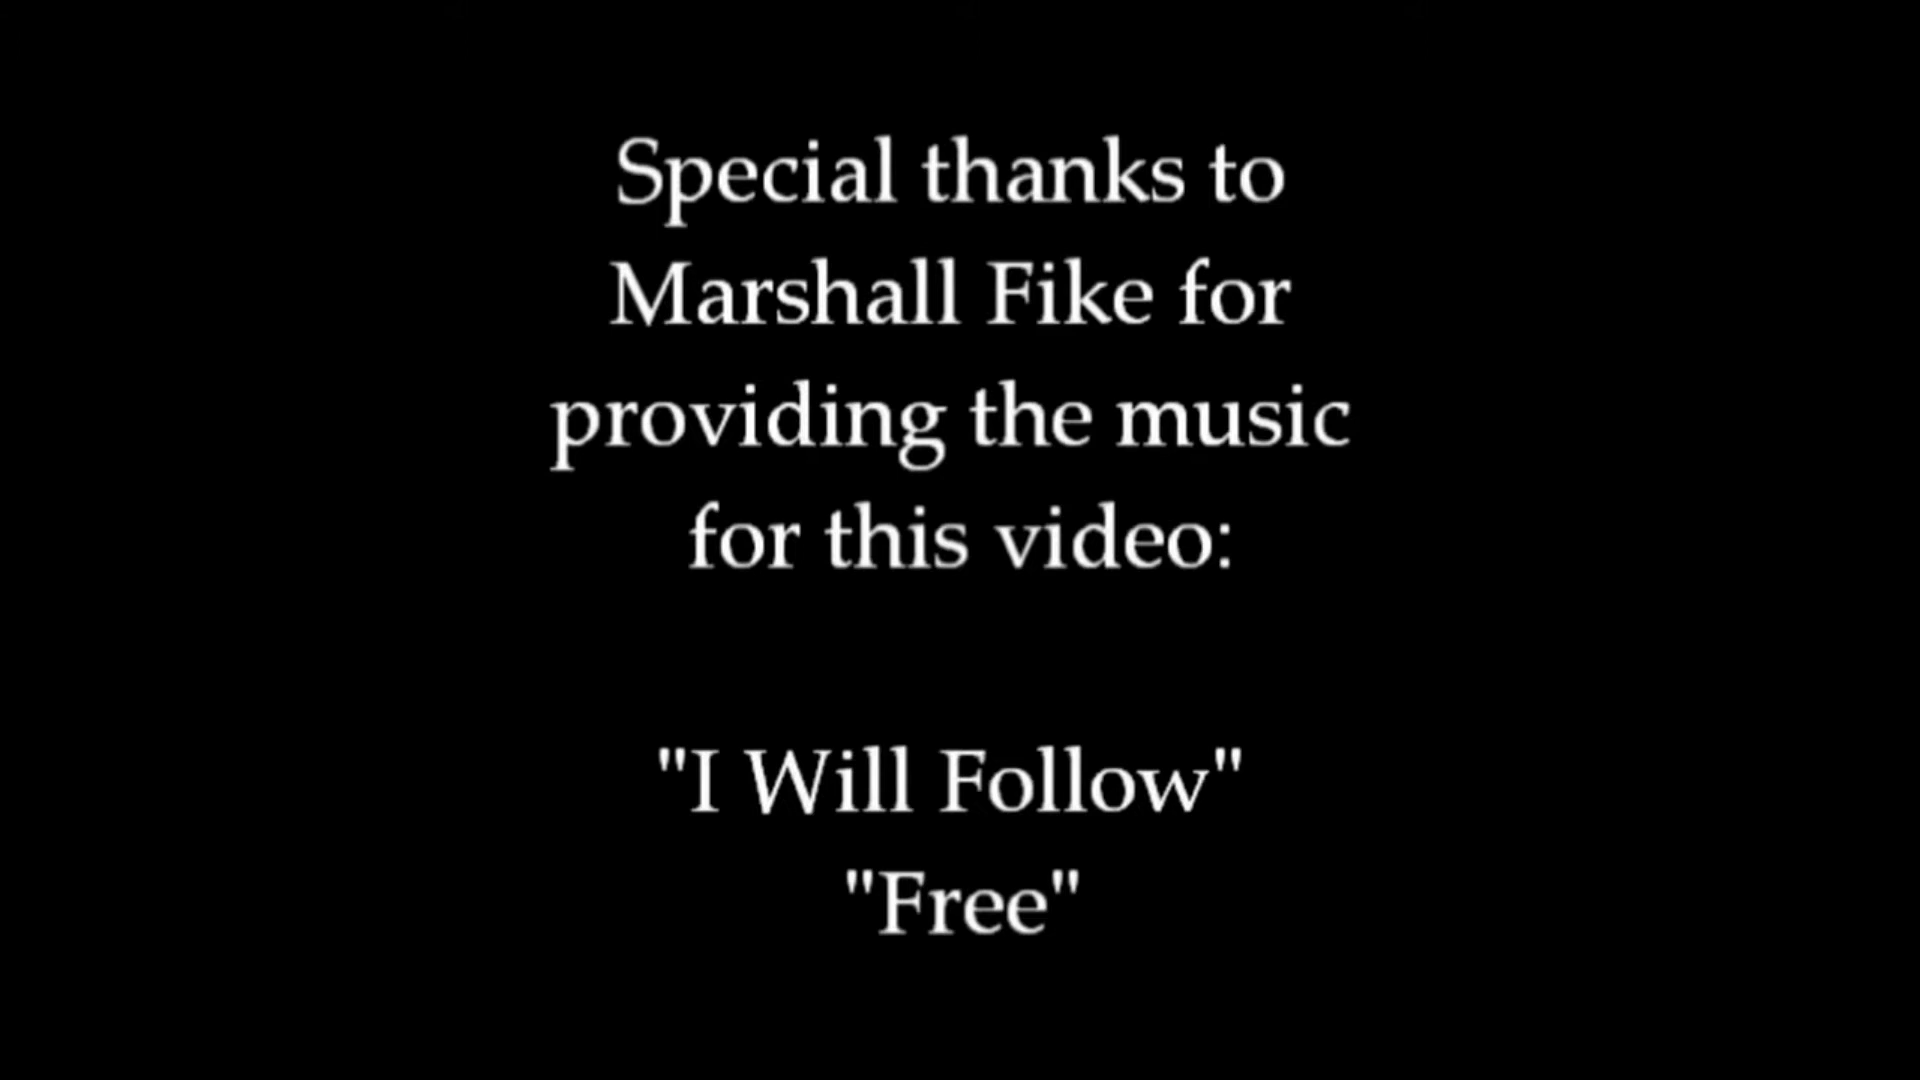 Special thanks to
Marshall Fike for
providing the music
for this video:
"I Will Follow"
"Free"